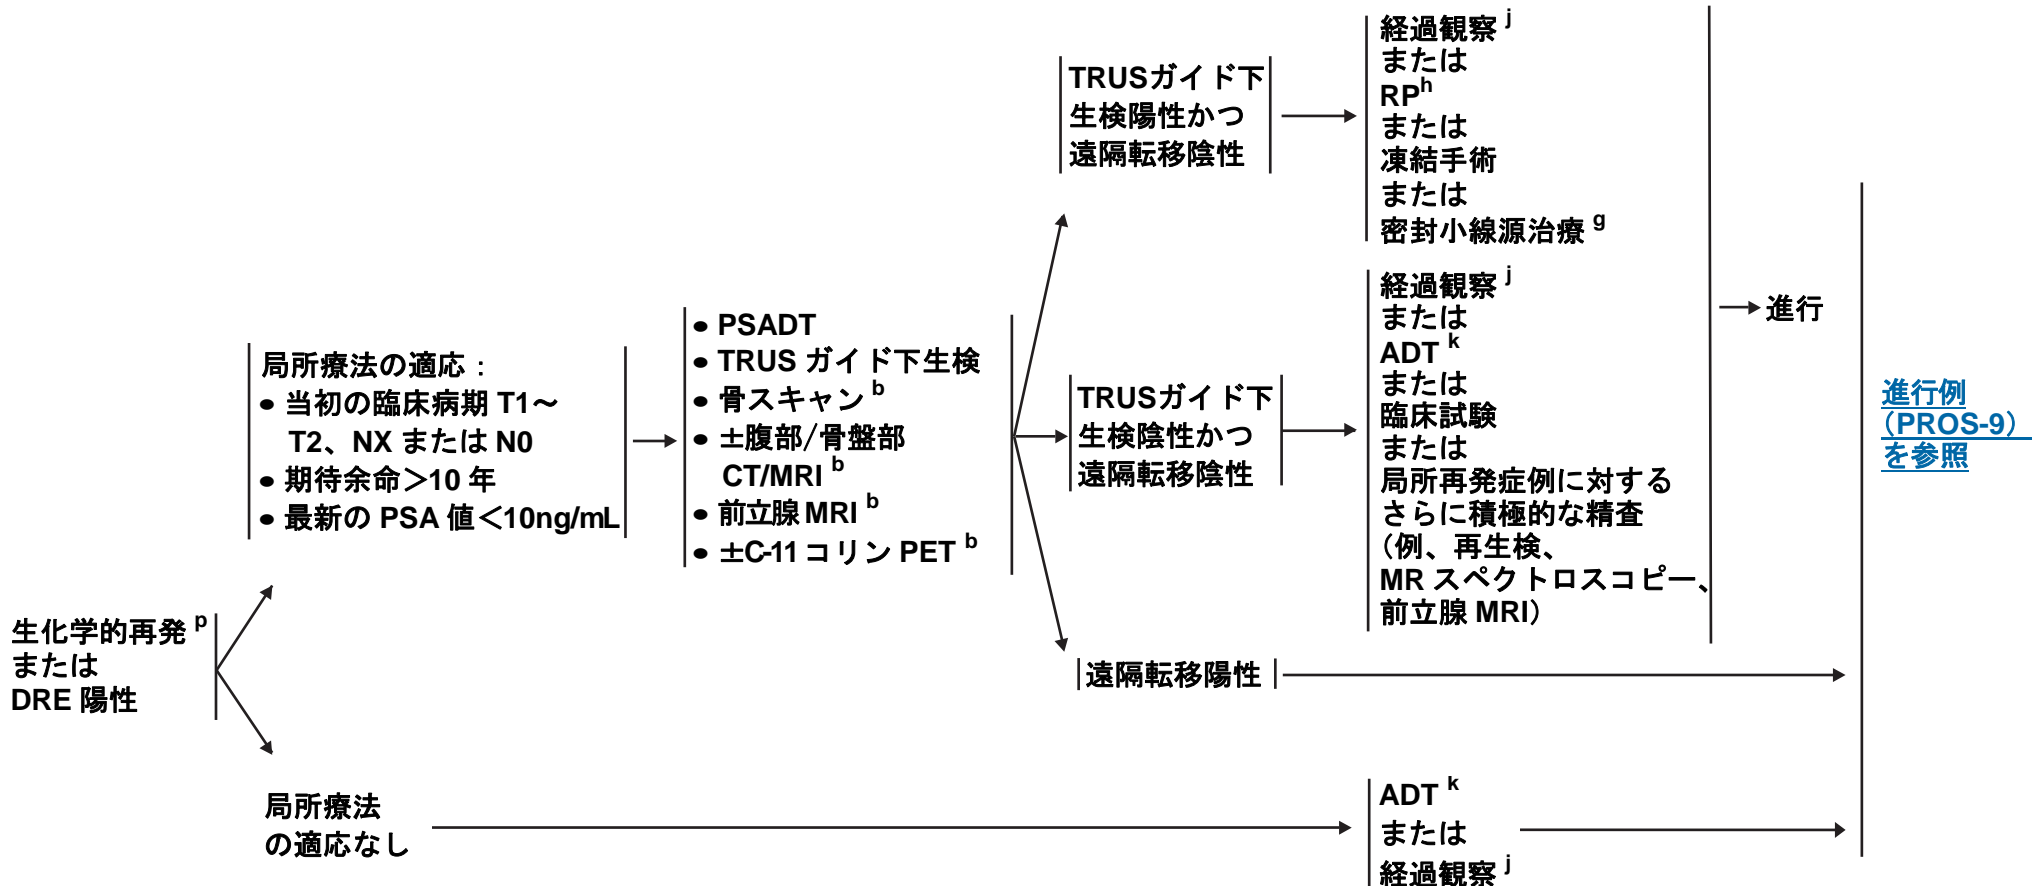 生化学的再発 p
または
DRE 陽性
局所療法の適応：
● 当初の臨床病期 T1～
T2、NX または N0
● 期待余命＞10 年
● 最新の PSA 値＜10ng/mL
局所療法
の適応なし
● PSADT
● TRUS ガイド下生検
● 骨スキャン b
● ±腹部/骨盤部
CT/MRI b
● 前立腺 MRI b
● ±C-11 コリン PET b
TRUSガイド下
生検陽性かつ
遠隔転移陰性
TRUSガイド下
生検陰性かつ
遠隔転移陰性
遠隔転移陽性
経過観察 j
または
RP h
または
凍結手術
または
密封小線源治療 g
経過観察 j
または
ADT k
または
臨床試験
または
局所再発症例に対する
さらに積極的な精査
（例、再生検、
MR スペクトロスコピー、
前立腺 MRI）
ADT k
または
経過観察 j
進行
進行例
（PROS-9）
を参照